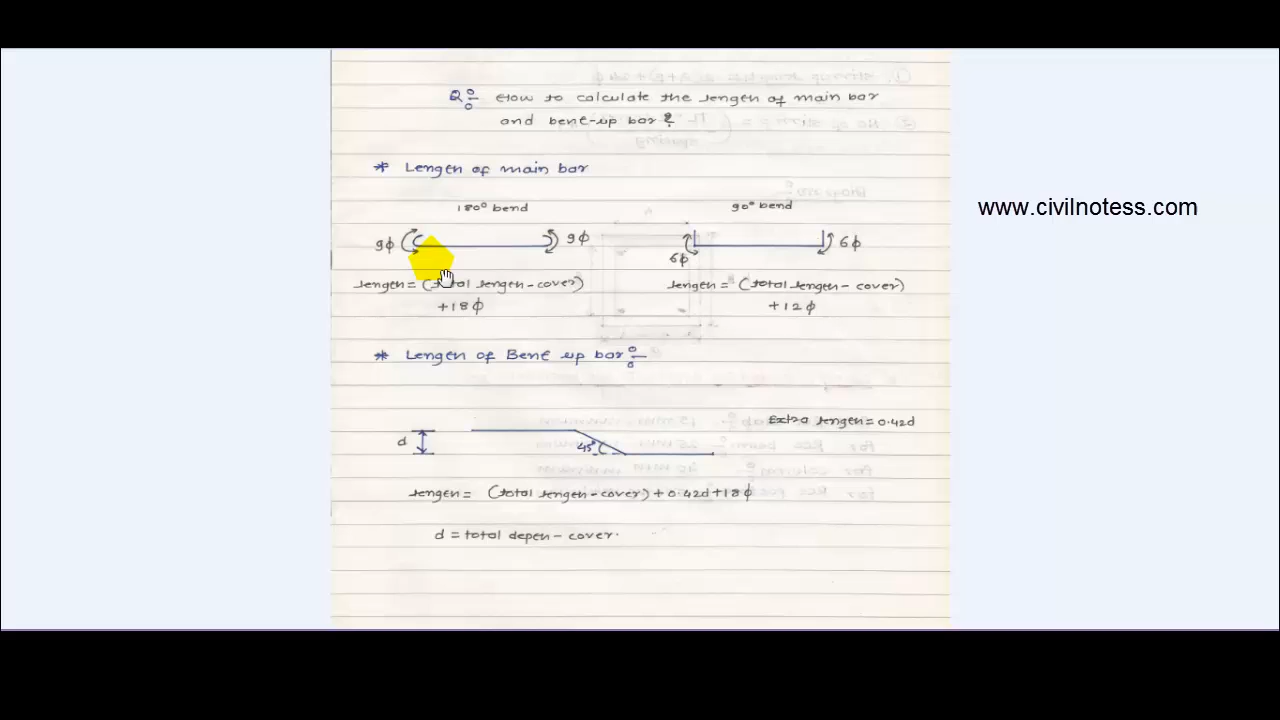 Q : How to calculate the length of main bar
and bent-up bar ?
* Length of main bar
180° bend
90° bend
9φ
9φ
6φ
6φ
length = (total length - cover)
+18φ
length = (total length - cover)
+12φ
* Length of Bent up bar :
Extra length = 0.42d
d
45°
length = (total length - cover) + 0.42d + 18φ
d = total depth - cover.
www.civilnotess.com